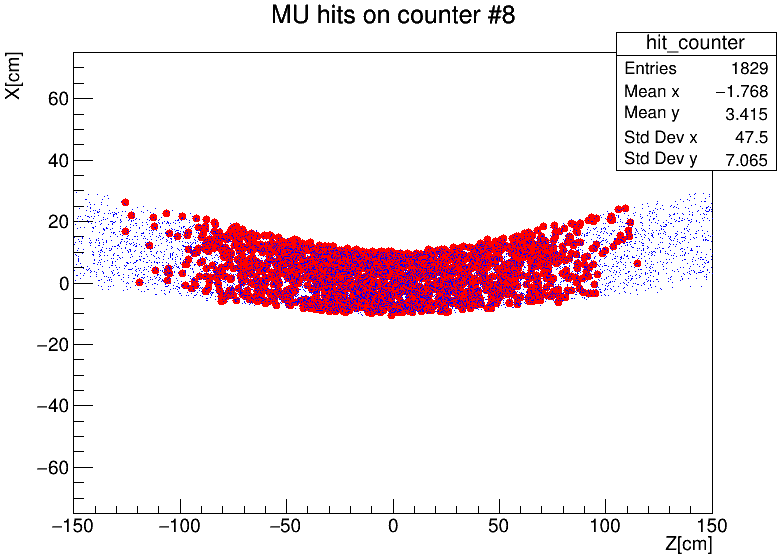 MU hits on counter #8
hit_counter
Entries 1829
Mean x −1.768
Mean y 3.415
Std Dev x 47.5
Std Dev y 7.065
X[cm]
60
40
20
0
−20
−40
−60
−150 −100 −50 0 50 100 150
Z[cm]